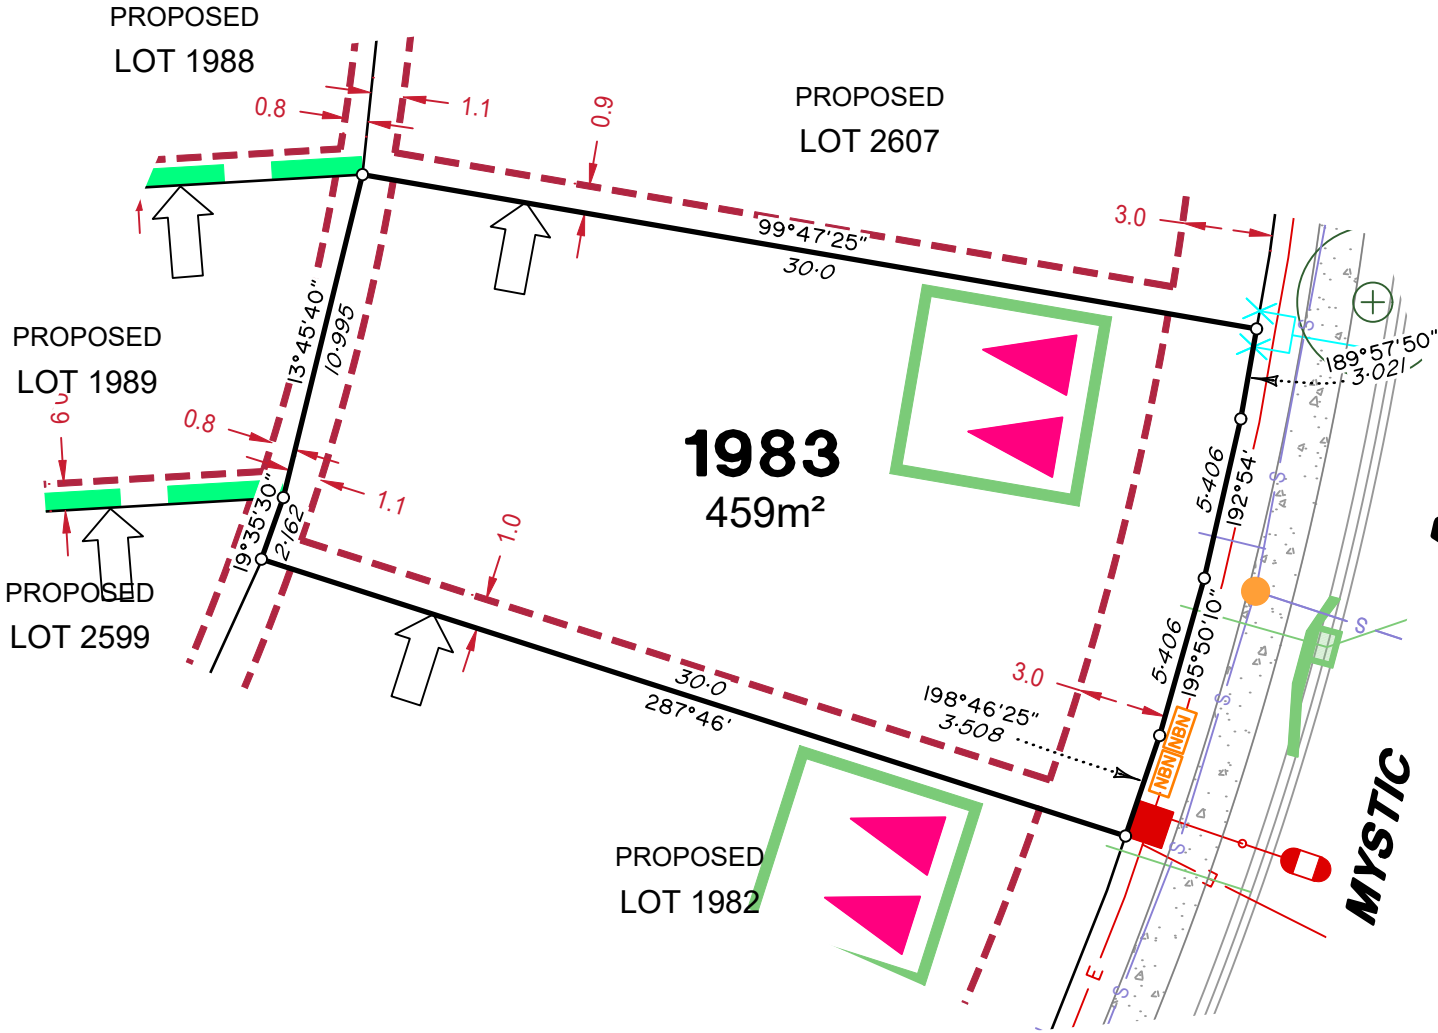 PROPOSED
LOT 1988
0.8
1.1
0.9
PROPOSED
LOT 2607
3.0
99°47'25"
30·0
13°45'40"
10·995
PROPOSED
LOT 1989
0.8
1.1
19°35'30"
2·162
PROPOSED
LOT 2599
1983
459m²
1.0
189°57'50"
3·021
S
5·406
192°54'
S
5·406
195°50'10"
S
S
3.0
198°46'25"
3·508
30·0
287°46'
NBN
NBN
MYSTIC
PROPOSED
LOT 1982
S
S
E
S